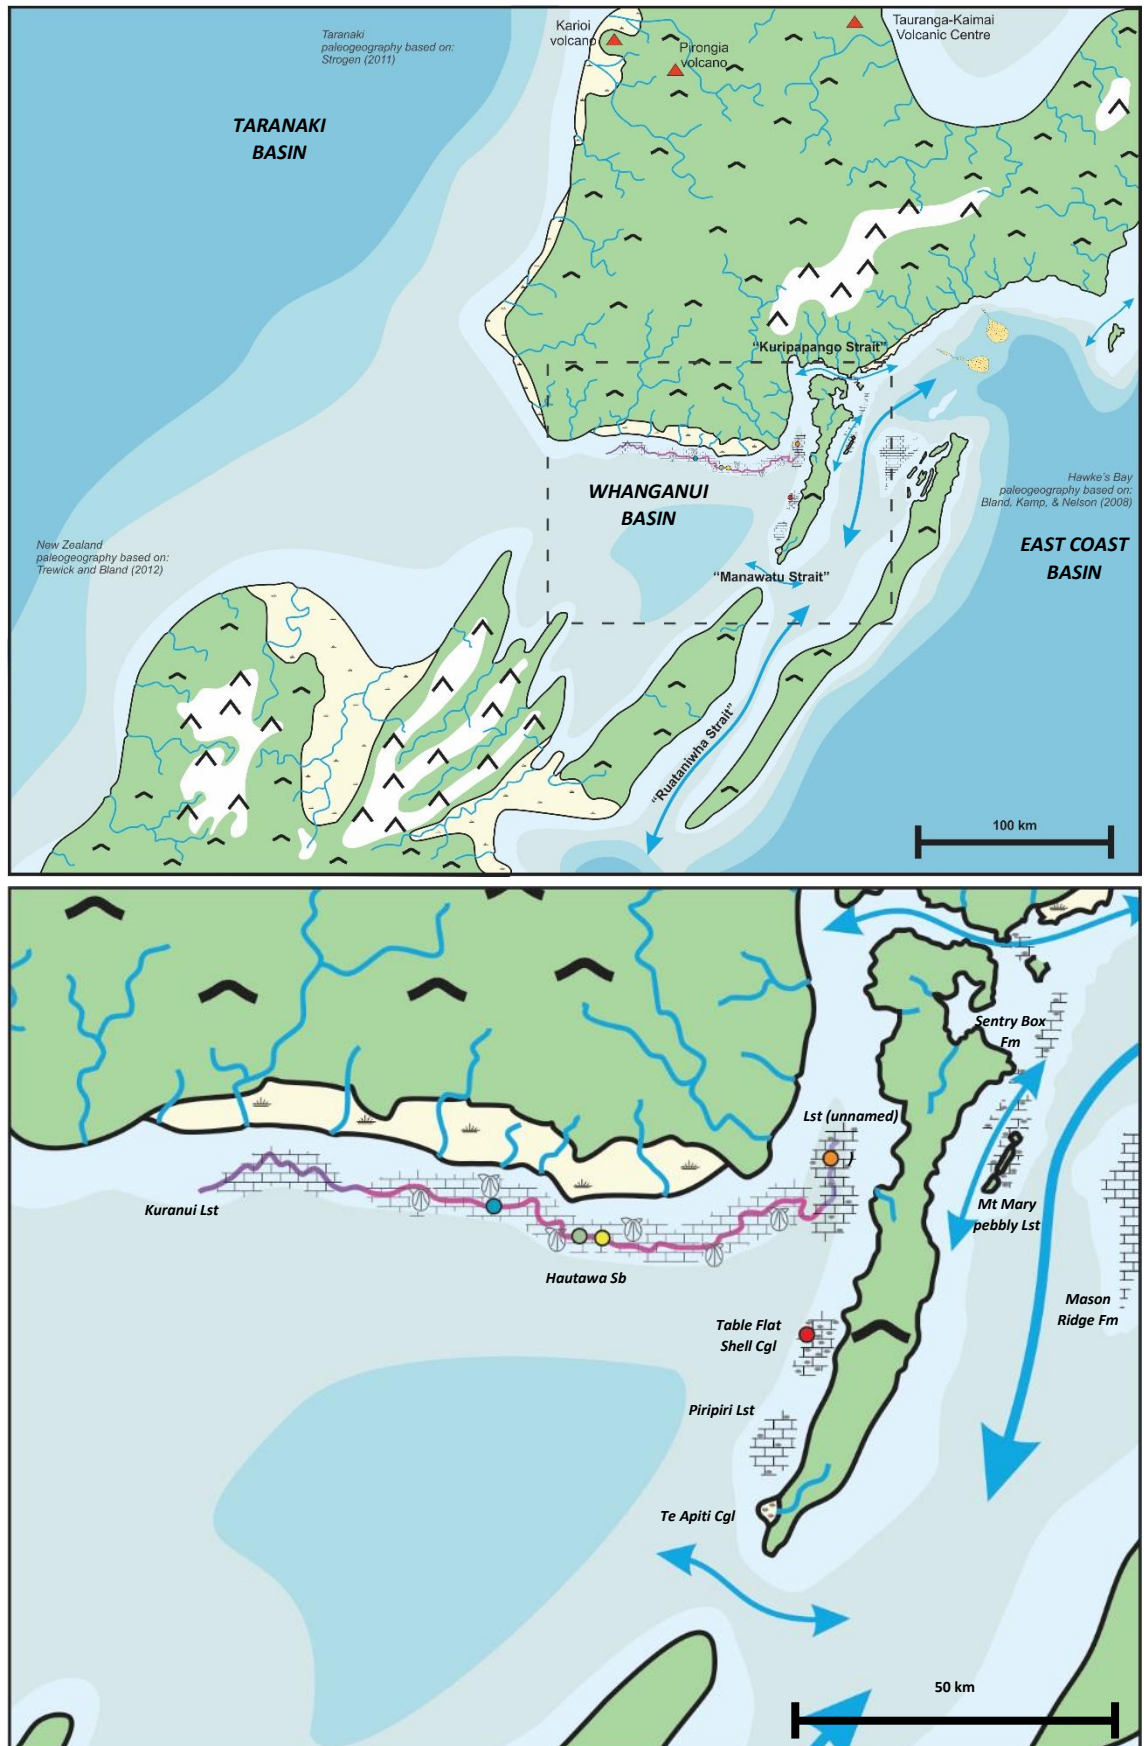 Taranaki
paleogeography based on:
Strogen (2011)
Karioi
volcano
Pirongia
volcano
Tauranga-Kaimai
Volcanic Centre
TARANAKI
BASIN
“Kuripapango Strait”
WHANGANUI
BASIN
Hawke’s Bay
paleogeography based on:
Bland, Kamp, & Nelson (2008)
EAST COAST
BASIN
New Zealand
paleogeography based on:
Trewick and Bland (2012)
“Manawatu Strait”
“Ruataniwha Strait”
100 km
Sentry Box
Fm
Lst (unnamed)
Kuranui Lst
Mt Mary
pebbly Lst
Hautawa Sb
Mason
Ridge Fm
Table Flat
Shell Cgl
Piripiri Lst
Te Apiti Cgl
50 km